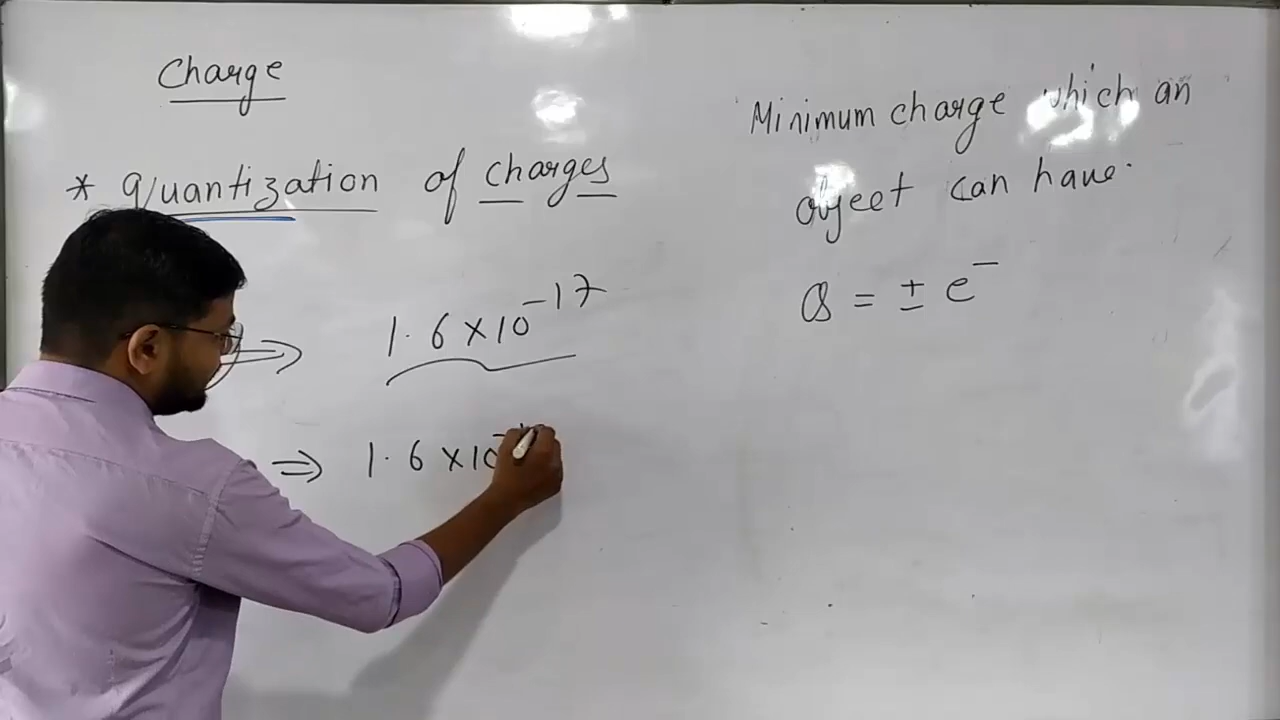 Charge
* Quantization of charges
⇒ 1.6 × 10⁻¹⁷
⇒ 1.6 × 10⁻
Minimum charge which an
object can have.
Q = ± e⁻